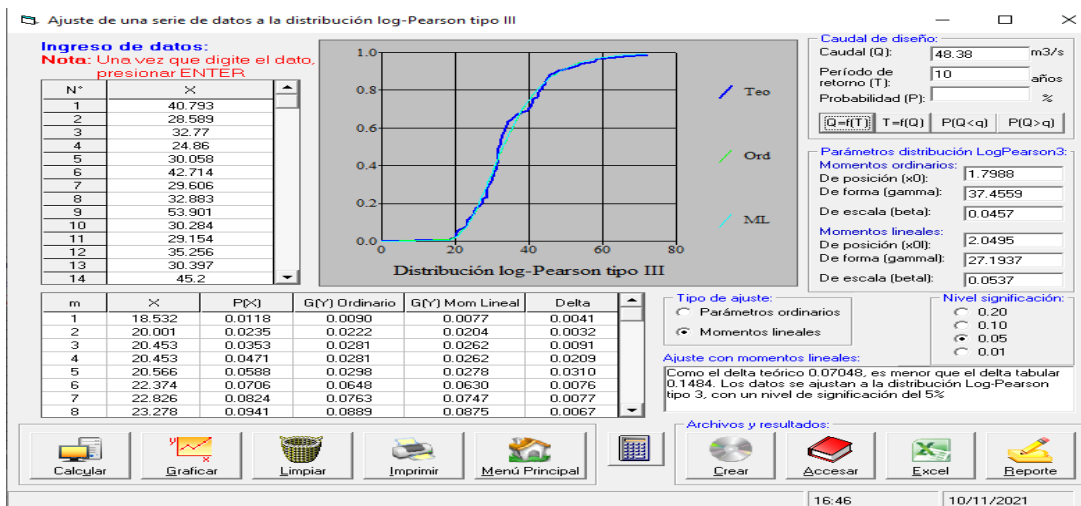 Ajuste de una serie de datos a la distribución log-Pearson tipo III
Ingreso de datos:
Nota: Una vez que digite el dato,
presionar ENTER
N° X
1 40.793
2 28.589
3 32.77
4 24.86
5 30.058
6 42.714
7 29.606
8 32.883
9 53.901
10 30.284
11 29.154
12 35.256
13 30.397
14 45.2
1.0
0.8
0.6
0.4
0.2
0.0
0 20 40 60 80
Distribución log-Pearson tipo III
Teo
Ord
ML
Caudal de diseño:
Caudal (Q): 48.38 m3/s
Período de
retorno (T): 10 años
Probabilidad (P): %
Q=f(T) T=f(Q) P(Q<q) P(Q>q)
Parámetros distribución LogPearson3:
Momentos ordinarios:
De posición (x0): 1.7988
De forma (gamma): 37.4559
De escala (beta): 0.0457
Momentos lineales:
De posición (x0l): 2.0495
De forma (gammal): 27.1937
De escala (betal): 0.0537
m X P(X) G(Y) Ordinario G(Y) Mom Lineal Delta
1 18.532 0.0118 0.0090 0.0077 0.0041
2 20.001 0.0235 0.0222 0.0204 0.0032
3 20.453 0.0353 0.0281 0.0262 0.0091
4 20.453 0.0471 0.0281 0.0262 0.0209
5 20.566 0.0588 0.0298 0.0278 0.0310
6 22.374 0.0706 0.0648 0.0630 0.0076
7 22.826 0.0824 0.0763 0.0747 0.0077
8 23.278 0.0941 0.0889 0.0875 0.0067
Tipo de ajuste:
Parámetros ordinarios
Momentos lineales
Nivel significación:
0.20
0.10
0.05
0.01
Ajuste con momentos lineales:
Como el delta teórico 0.07048, es menor que el delta tabular
0.1484. Los datos se ajustan a la distribución Log-Pearson
tipo 3, con un nivel de significación del 5%
Archivos y resultados:
Calcular Graficar Limpiar Imprimir Menú Principal Crear Accesar Excel Reporte
16:46 10/11/2021